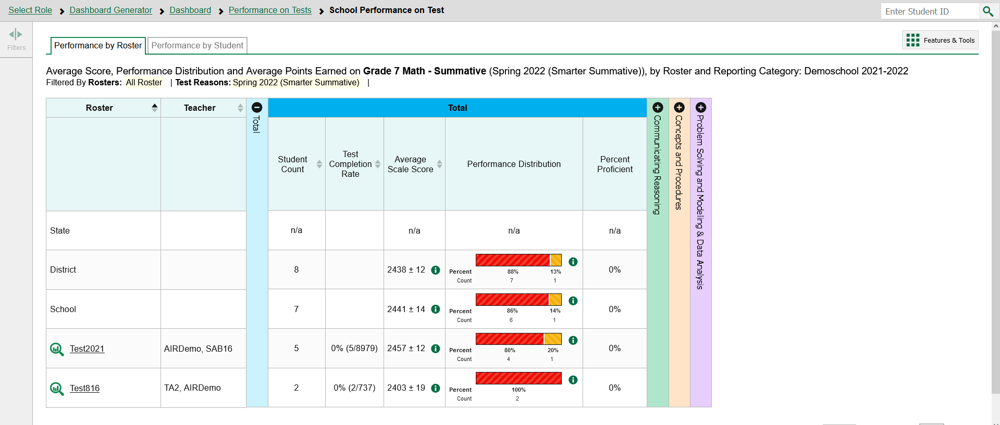 Select Role > Dashboard Generator > Dashboard > Performance on Tests > School Performance on Test
Enter Student ID
Filters
Performance by Roster
Performance by Student
Features & Tools
Average Score, Performance Distribution and Average Points Earned on Grade 7 Math - Summative (Spring 2022 (Smarter Summative)), by Roster and Reporting Category: Demoschool 2021-2022
Filtered By Rosters: All Roster | Test Reasons: Spring 2022 (Smarter Summative) |
Roster
Teacher
Total
Total
Student
Count
Test
Completion
Rate
Average
Scale Score
Performance Distribution
Percent
Proficient
Communicating Reasoning
Concepts and Procedures
Problem Solving and Modeling & Data Analysis
State
n/a
n/a
n/a
n/a
District
8
2438 ± 12
Percent 88% 13%
Count 7 1
0%
School
7
2441 ± 14
Percent 86% 14%
Count 6 1
0%
Test2021
AIRDemo, SAB16
5
0% (5/8979)
2457 ± 12
Percent 80% 20%
Count 4 1
0%
Test816
TA2, AIRDemo
2
0% (2/737)
2403 ± 19
Percent 100%
Count 2
0%